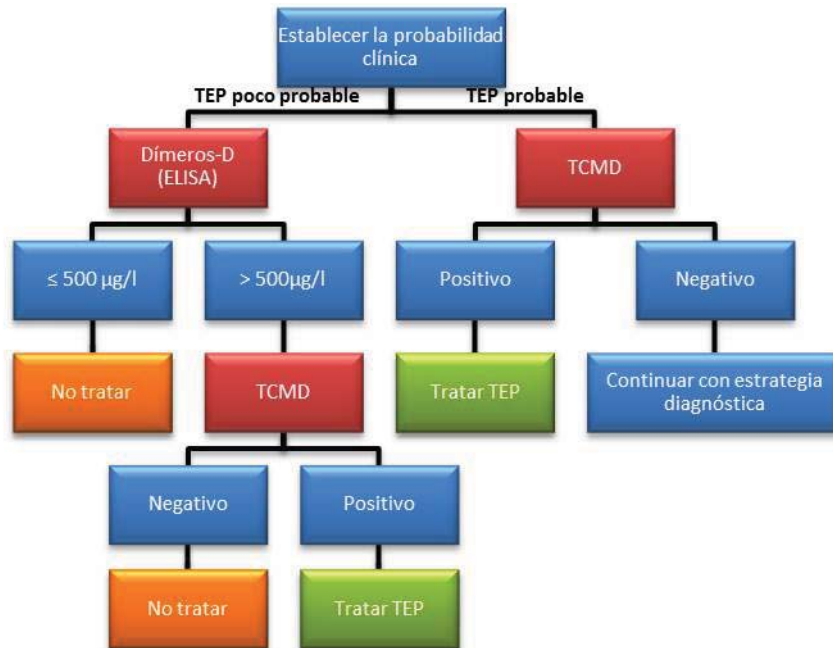 Establecer la probabilidad
clínica
TEP poco probable
TEP probable
Dímeros-D
(ELISA)
TCMD
≤ 500 µg/l
> 500µg/l
Positivo
Negativo
No tratar
TCMD
Tratar TEP
Continuar con estrategia
diagnóstica
Negativo
Positivo
No tratar
Tratar TEP